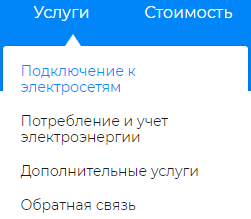 Услуги Стоимость
Подключение к
электросетям
Потребление и учет
электроэнергии
Дополнительные услуги
Обратная связь